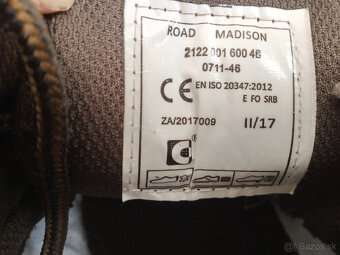 ROAD MADISON
2122 001 600 46
0711-46
CE EN ISO 20347:2012
E FO SRB
ZA/2017009 II/17
bazar.sk